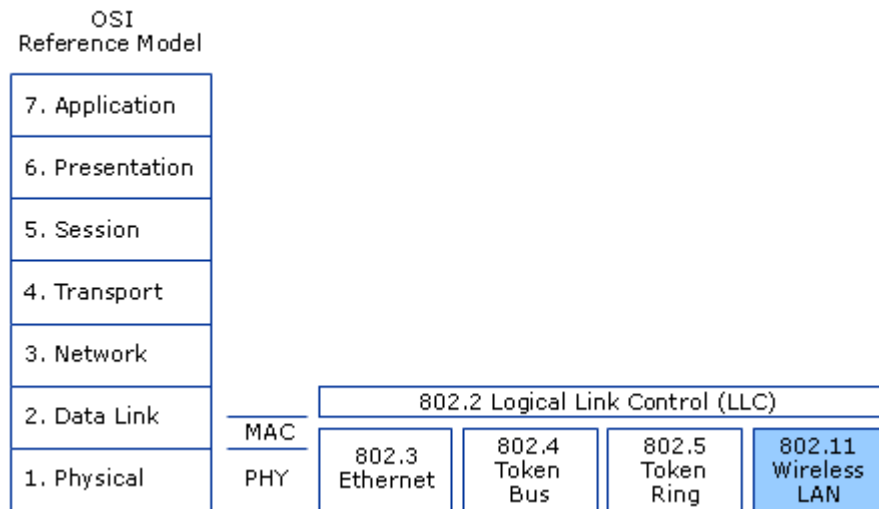 OSI
Reference Model
7. Application
6. Presentation
5. Session
4. Transport
3. Network
2. Data Link
1. Physical
MAC
PHY
802.2 Logical Link Control (LLC)
802.3
Ethernet
802.4
Token
Bus
802.5
Token
Ring
802.11
Wireless
LAN